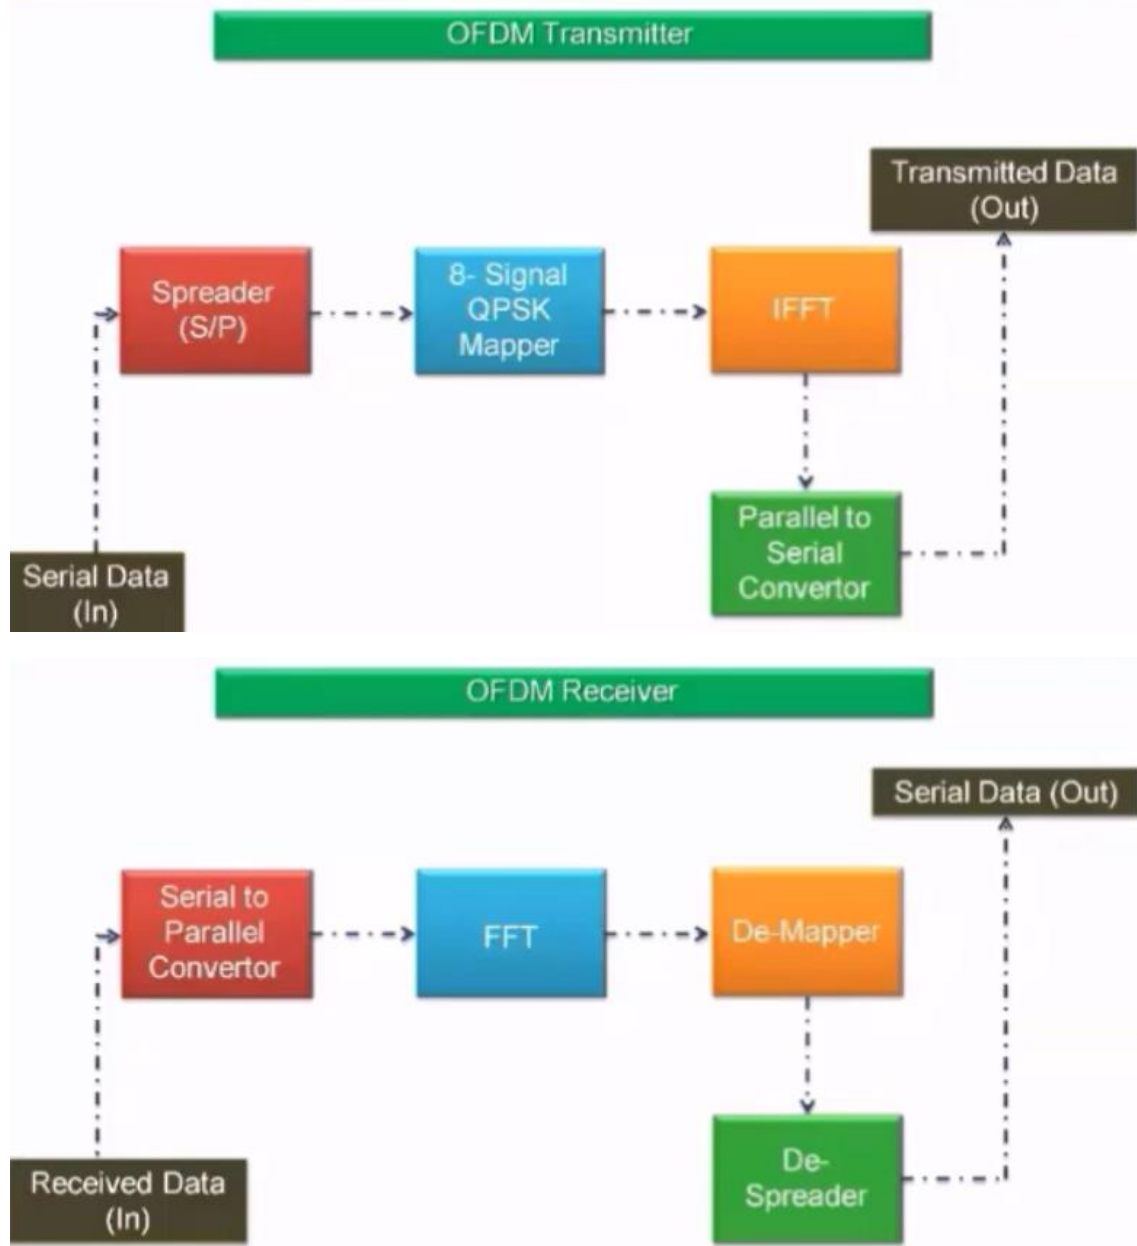 OFDM Transmitter
Transmitted Data
(Out)
Spreader
(S/P)
8- Signal
QPSK
Mapper
IFFT
Parallel to
Serial
Convertor
Serial Data
(In)
OFDM Receiver
Serial Data (Out)
Serial to
Parallel
Convertor
FFT
De-Mapper
De-
Spreader
Received Data
(In)